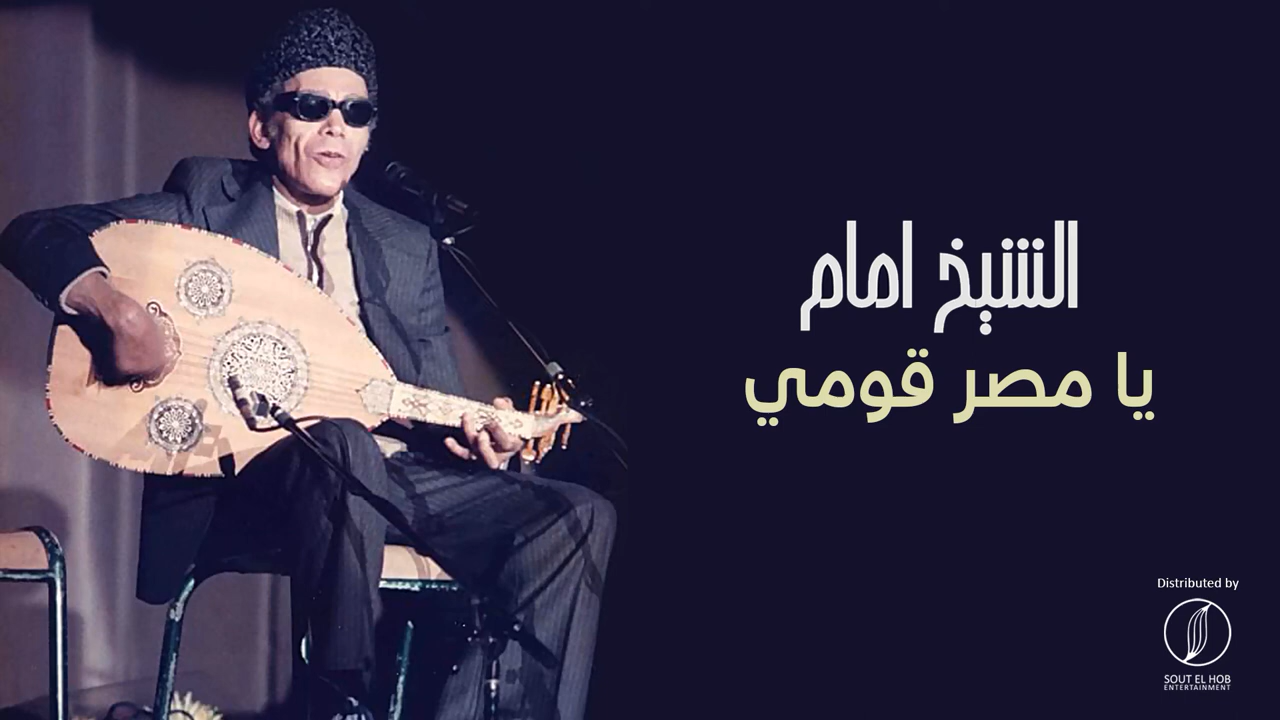 الشيخ امام
يا مصر قومي
Distributed by
SOUT EL HOB
ENTERTAINMENT